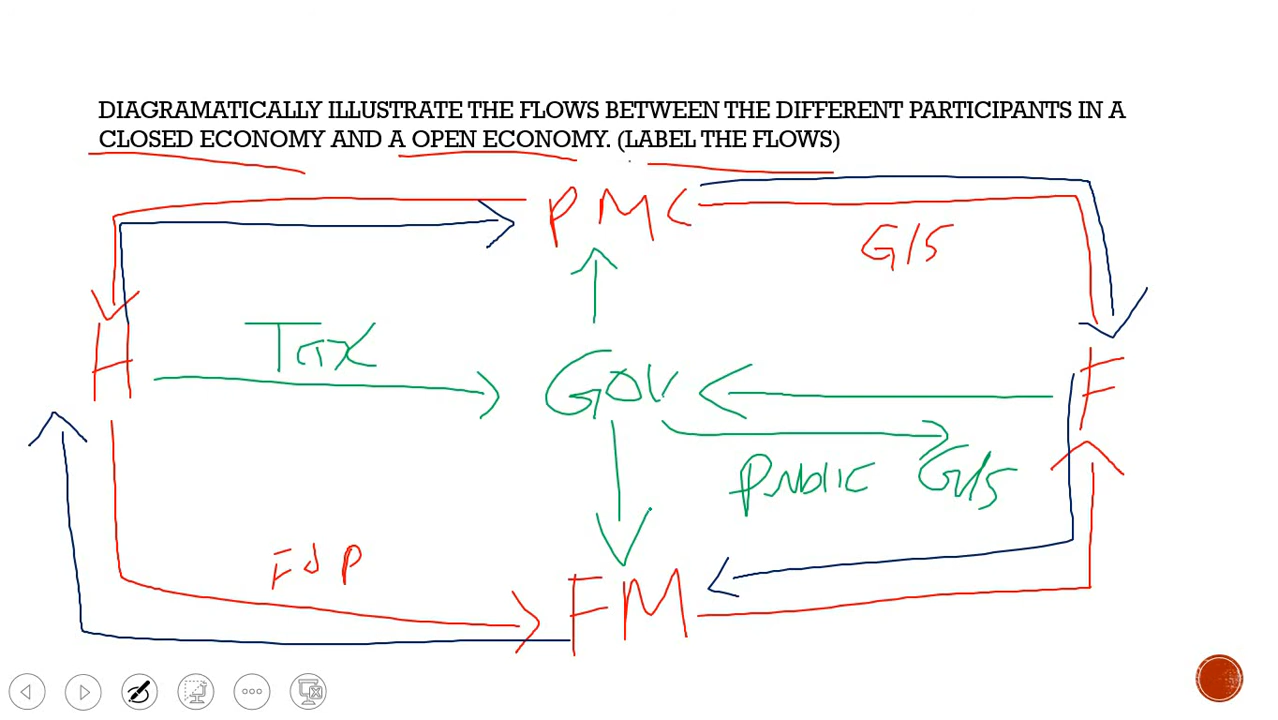 DIAGRAMATICALLY ILLUSTRATE THE FLOWS BETWEEN THE DIFFERENT PARTICIPANTS IN A
CLOSED ECONOMY AND A OPEN ECONOMY. (LABEL THE FLOWS)
PMC
G/S
H
Tax
GOV
F
PUBLIC G/S
FdP
FM